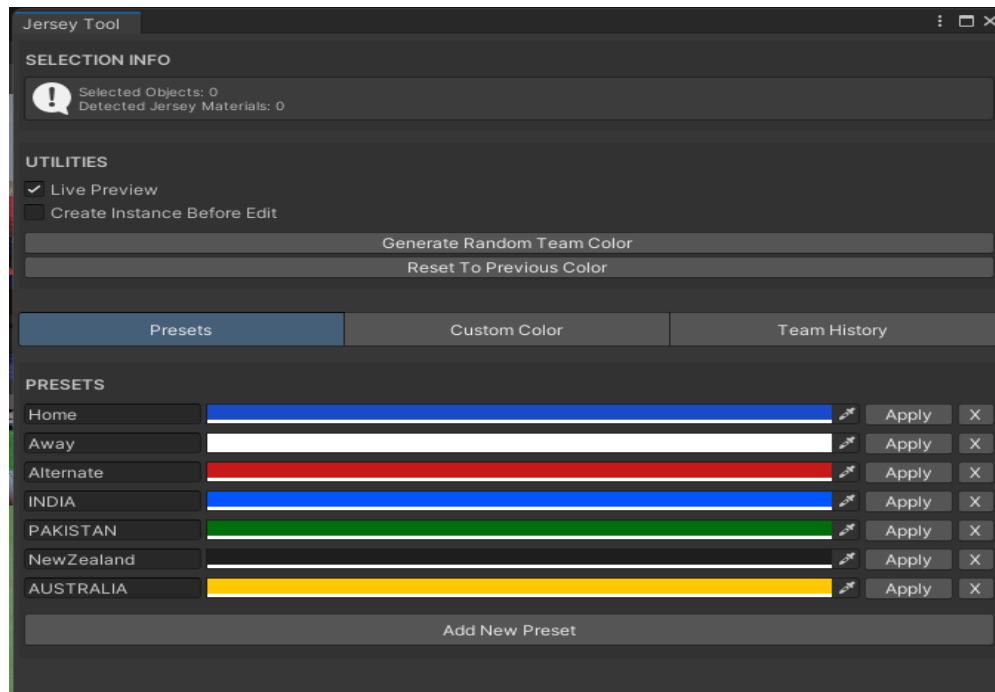 Jersey Tool
SELECTION INFO
Selected Objects: 0
Detected Jersey Materials: 0
UTILITIES
Live Preview
Create Instance Before Edit
Generate Random Team Color
Reset To Previous Color
Presets Custom Color Team History
PRESETS
Home Apply X
Away Apply X
Alternate Apply X
INDIA Apply X
PAKISTAN Apply X
NewZealand Apply X
AUSTRALIA Apply X
Add New Preset